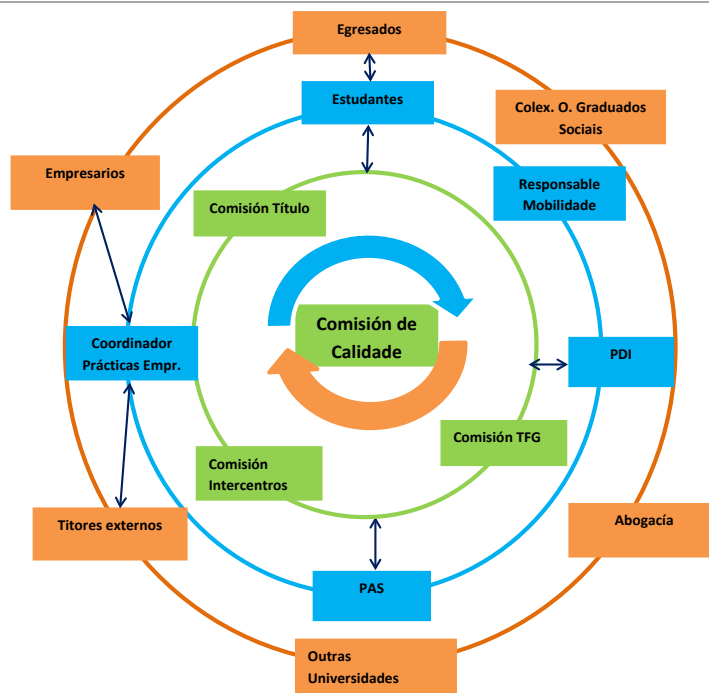 Egresados
Estudantes
Colex. O. Graduados
Sociais
Empresarios
Responsable
Mobilidade
Comisión Título
Comisión de
Calidade
Coordinador
Prácticas Empr.
PDI
Comisión TFG
Comisión
Intercentros
Titores externos
Abogacía
PAS
Outras
Universidades